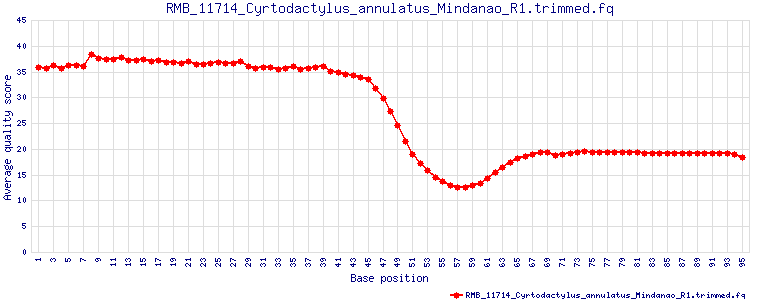 RMB_11714_Cyrtodactylus_annulatus_Mindanao_R1.trimmed.fq
45
40
35
30
25
20
15
10
5
0
Average quality score
1 3 5 7 9 11 13 15 17 19 21 23 25 27 29 31 33 35 37 39 41 43 45 47 49 51 53 55 57 59 61 63 65 67 69 71 73 75 77 79 81 83 85 87 89 91 93 95
Base position
RMB_11714_Cyrtodactylus_annulatus_Mindanao_R1.trimmed.fq